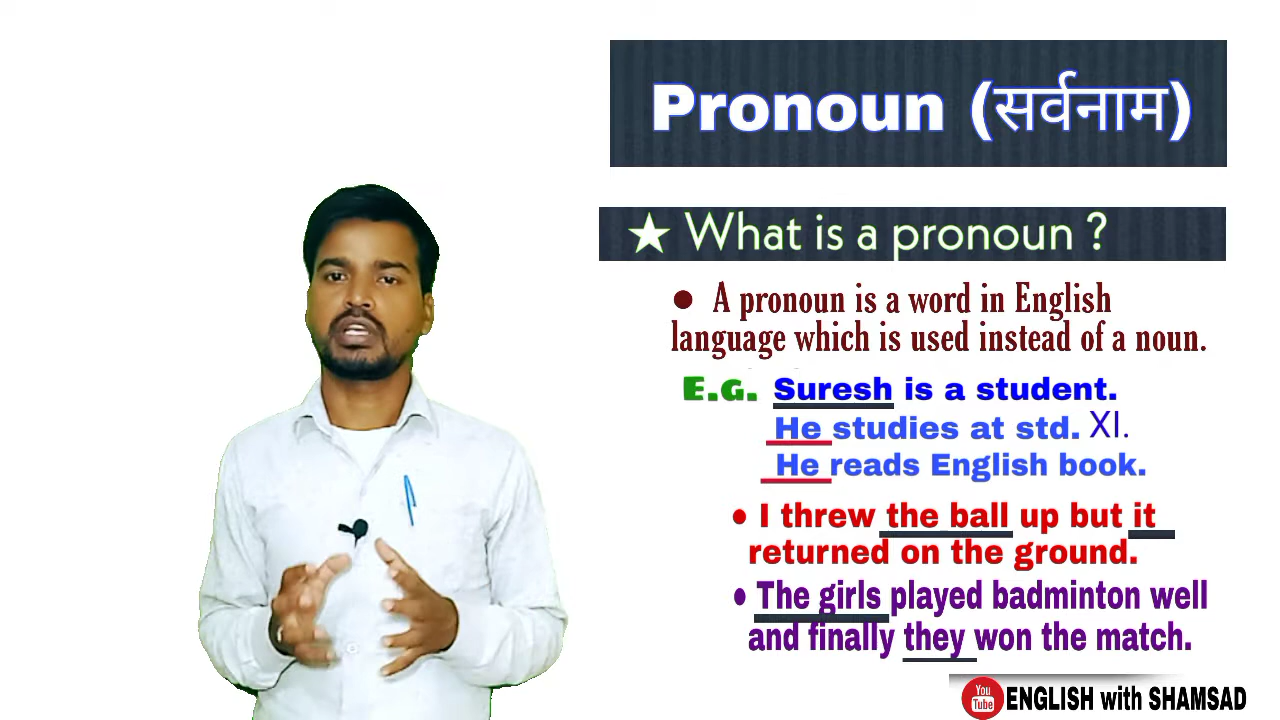 Pronoun (सर्वनाम)
★ What is a pronoun ?
● A pronoun is a word in English
language which is used instead of a noun.
E.G. Suresh is a student.
He studies at std. XI.
He reads English book.
• I threw the ball up but it
returned on the ground.
• The girls played badminton well
and finally they won the match.
You Tube ENGLISH with SHAMSAD